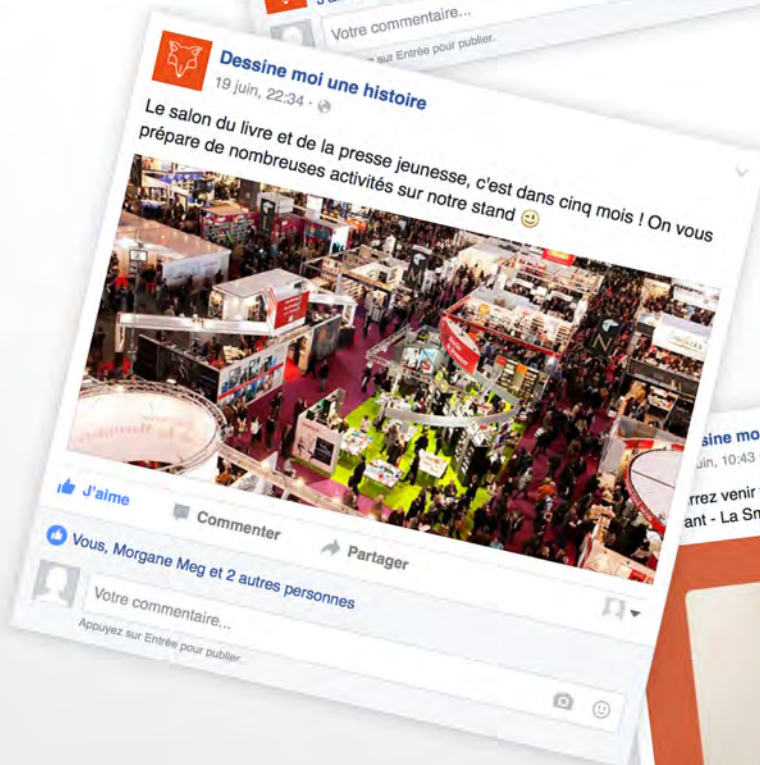 Votre commentaire...
sur Entrée pour publier.
Dessine moi une histoire
19 juin, 22:34 ·
Le salon du livre et de la presse jeunesse, c'est dans cinq mois ! On vous
prépare de nombreuses activités sur notre stand
J'aime
Commenter
Partager
Vous, Morgane Meg et 2 autres personnes
Votre commentaire...
Appuyez sur Entrée pour publier.
sine mo
uin, 10:43
rrez venir
ant - La Sm